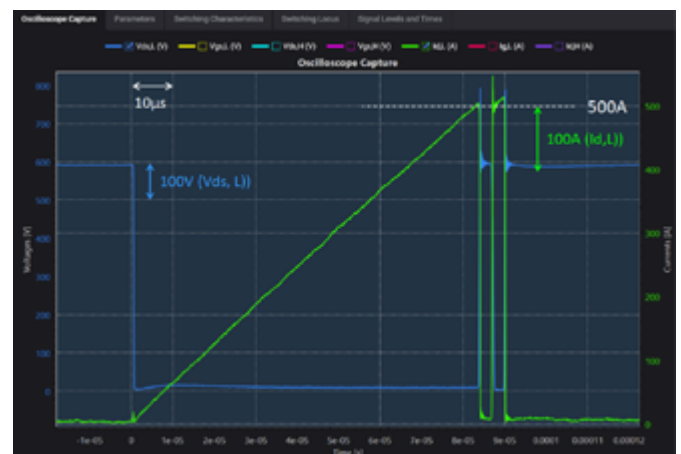 Oscilloscope Capture Parameters Switching Characteristics Switching Locus Signal Levels and Times
Vds,L (V) Vgs,L (V) Vds,H (V) Vgs,H (V) Id,L (A) Ig,L (A) Id,H (A)
Oscilloscope Capture
800
10µs
500A
500
700
100A (Id,L))
600
100V (Vds, L))
400
500
Voltages [V]
400
300
Currents [A]
300
200
200
100
100
0
0
-1e-05 0 1e-05 2e-05 3e-05 4e-05 5e-05 6e-05 7e-05 8e-05 9e-05 0.0001 0.00011 0.00012
Time [s]